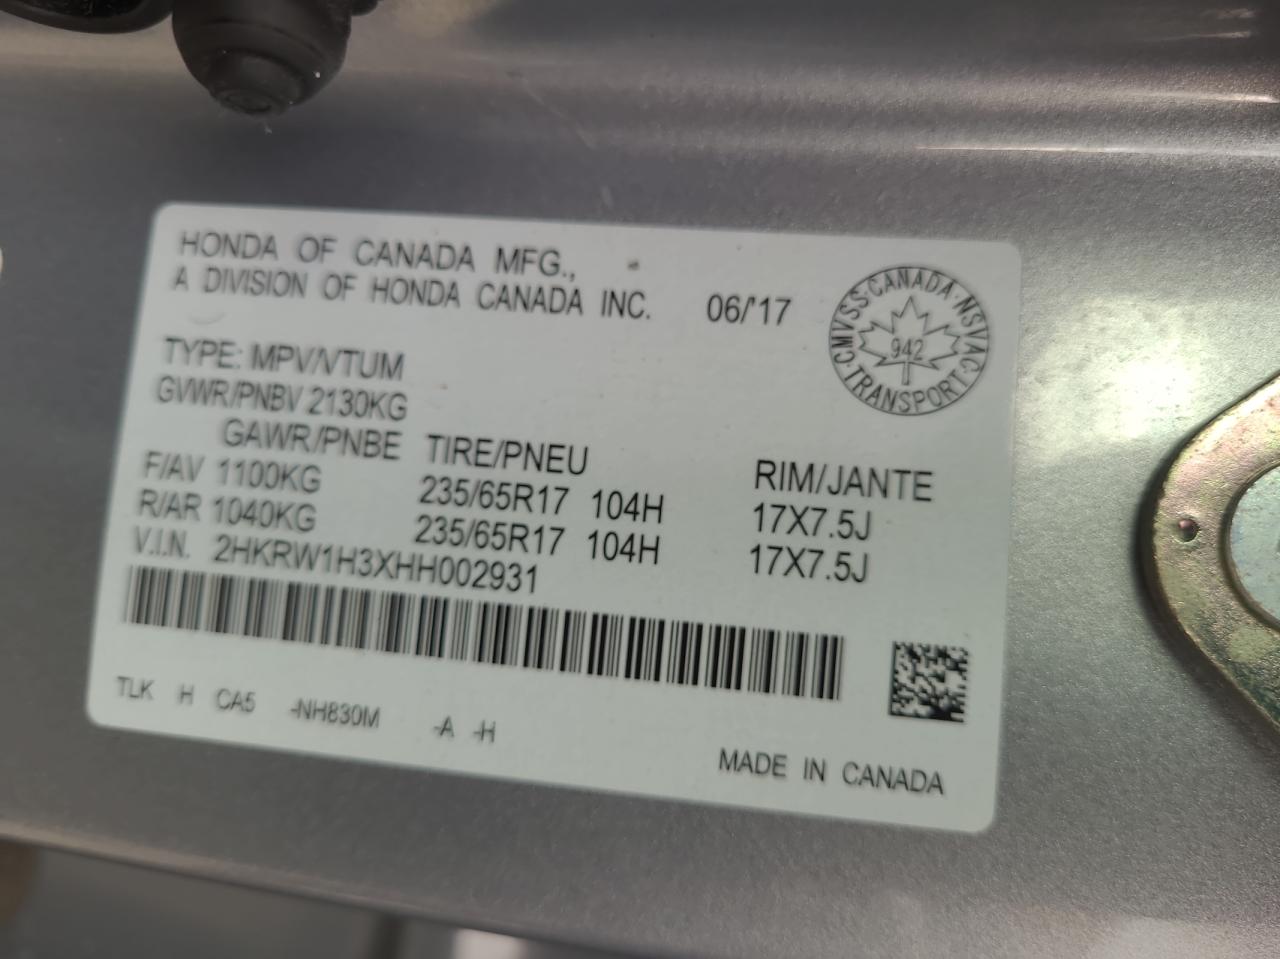 HONDA OF CANADA MFG.,
A DIVISION OF HONDA CANADA INC. 06/'17
CMVSS·CANADA·NSVAC·TRANSPORT·
942
TYPE: MPV/VTUM
GVWR/PNBV 2130KG
GAWR/PNBE TIRE/PNEU RIM/JANTE
F/AV 1100KG 235/65R17 104H 17X7.5J
R/AR 1040KG 235/65R17 104H 17X7.5J
V.I.N. 2HKRW1H3XHH002931
TLK H CA5 -NH830M -A -H
MADE IN CANADA